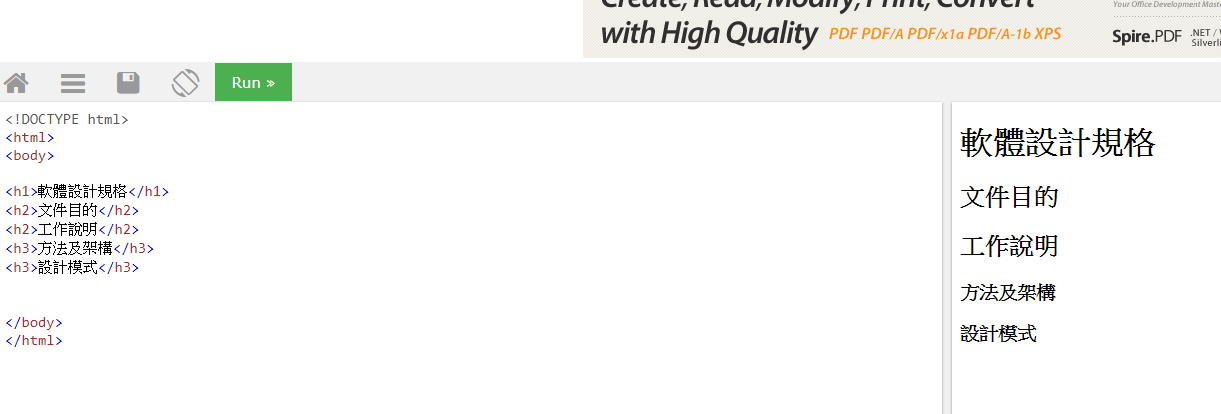 Create, Read, Modify, Print, Convert
with High Quality PDF PDF/A PDF/x1a PDF/A-1b XPS
Your Office Development Maste
Spire.PDF .NET /
Silverli
Run »
<!DOCTYPE html>
<html>
<body>
<h1>軟體設計規格</h1>
<h2>文件目的</h2>
<h2>工作說明</h2>
<h3>方法及架構</h3>
<h3>設計模式</h3>
</body>
</html>
軟體設計規格
文件目的
工作說明
方法及架構
設計模式